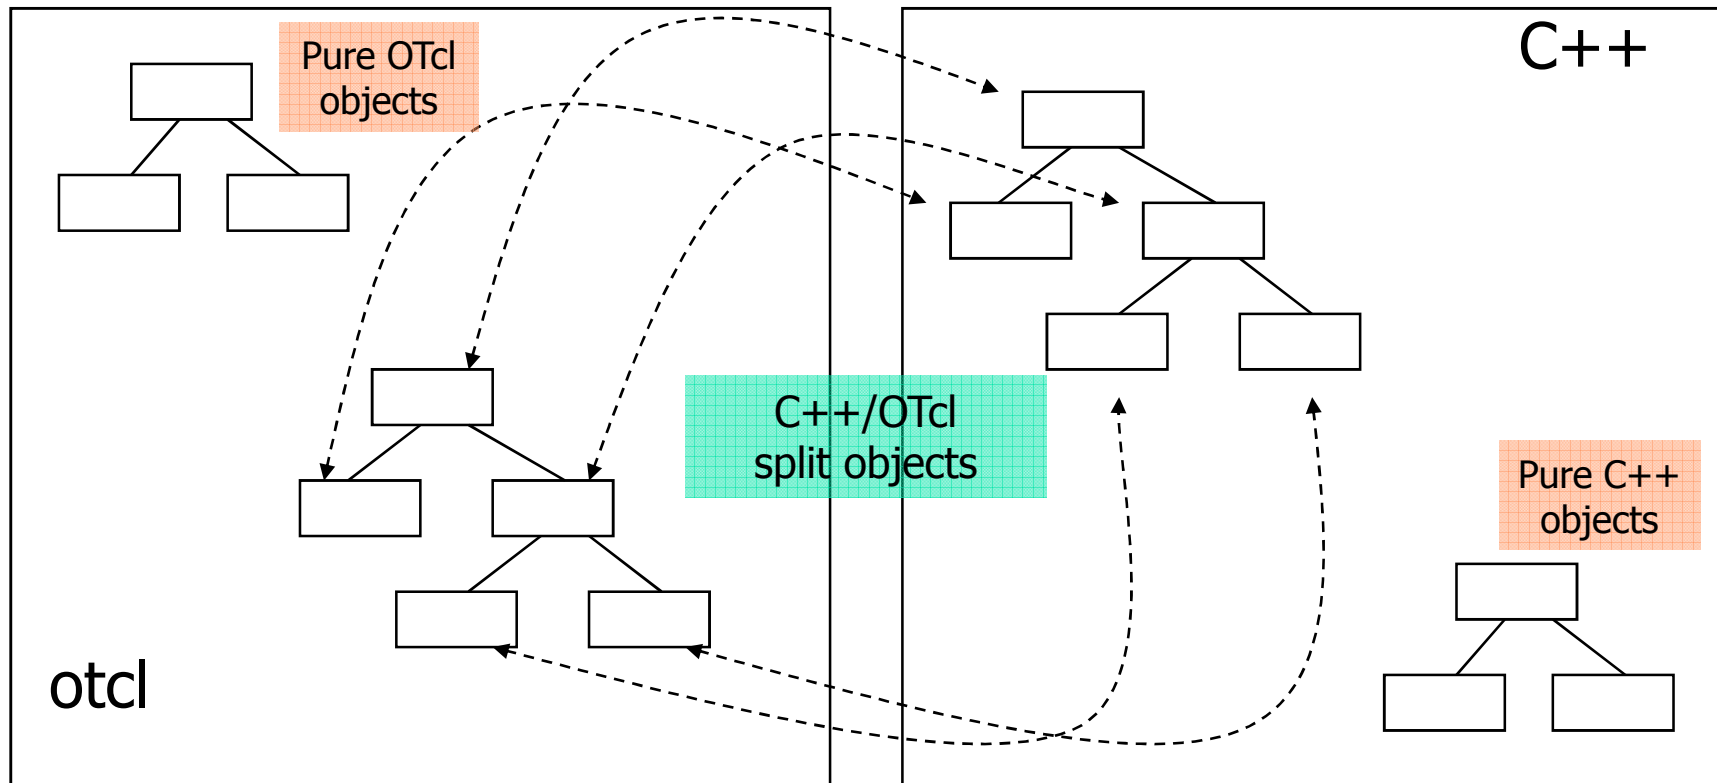 Pure OTcl
objects
C++
C++/OTcl
split objects
Pure C++
objects
otcl